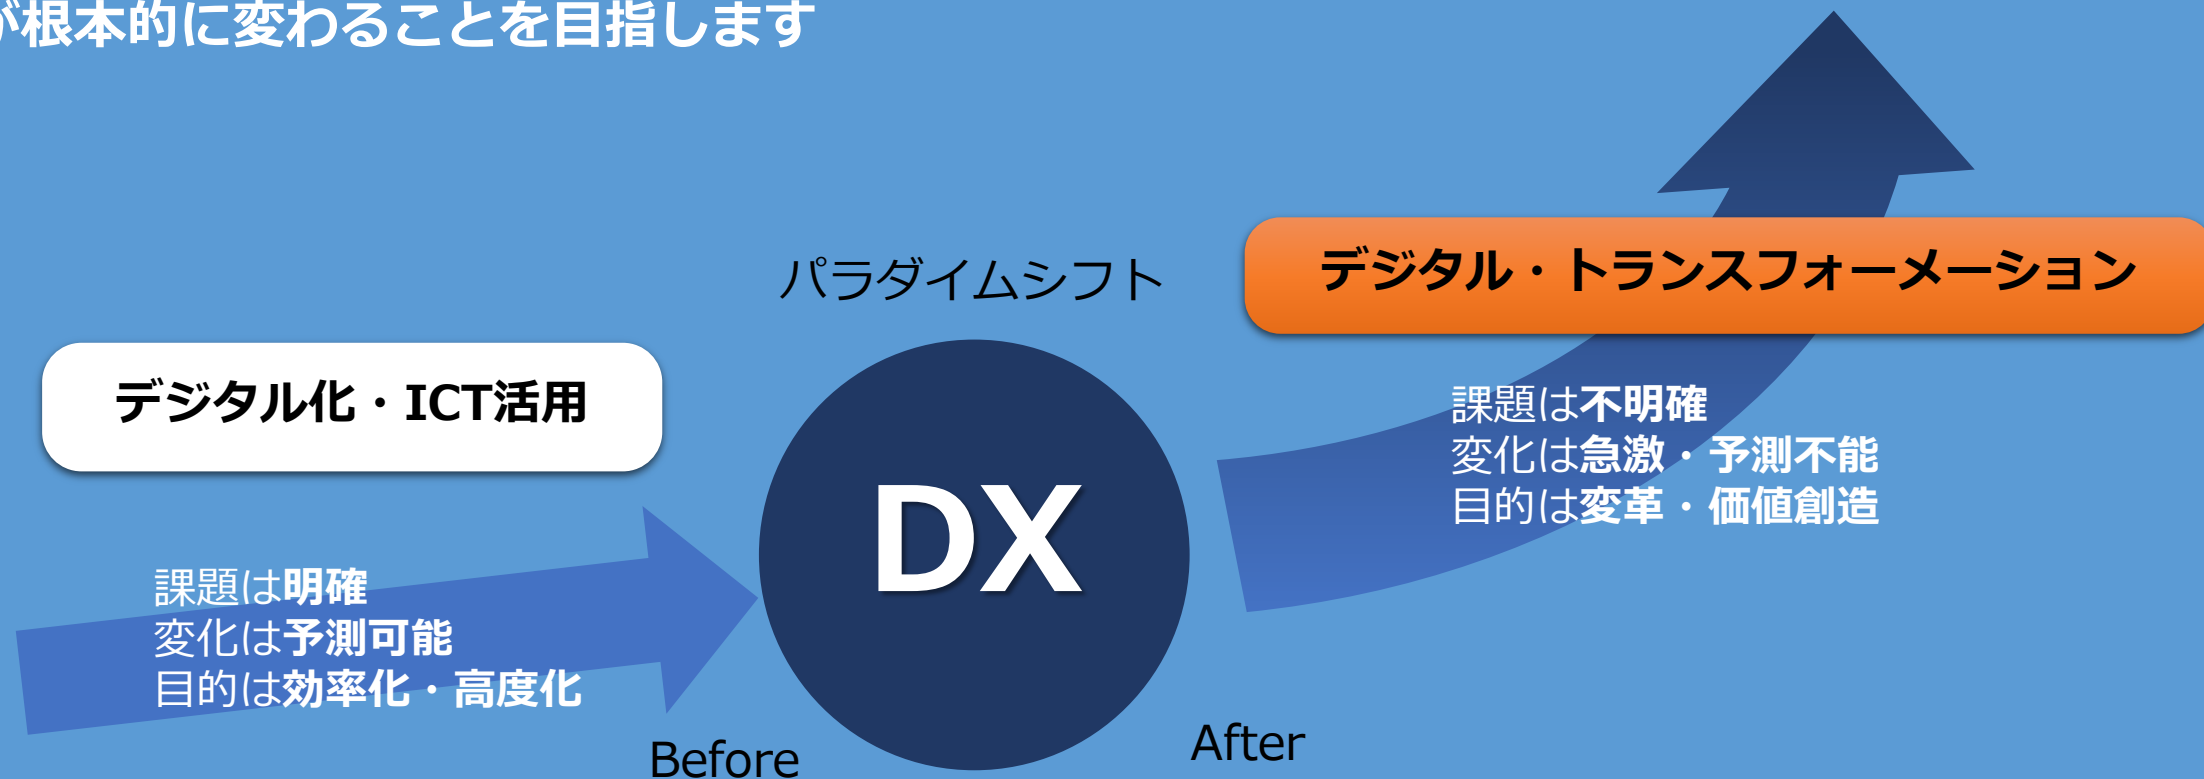 が根本的に変わることを目指します
パラダイムシフト
デジタル・トランスフォーメーション
デジタル化・ICT活用
課題は不明確
変化は急激・予測不能
目的は変革・価値創造
DX
課題は明確
変化は予測可能
目的は効率化・高度化
Before
After